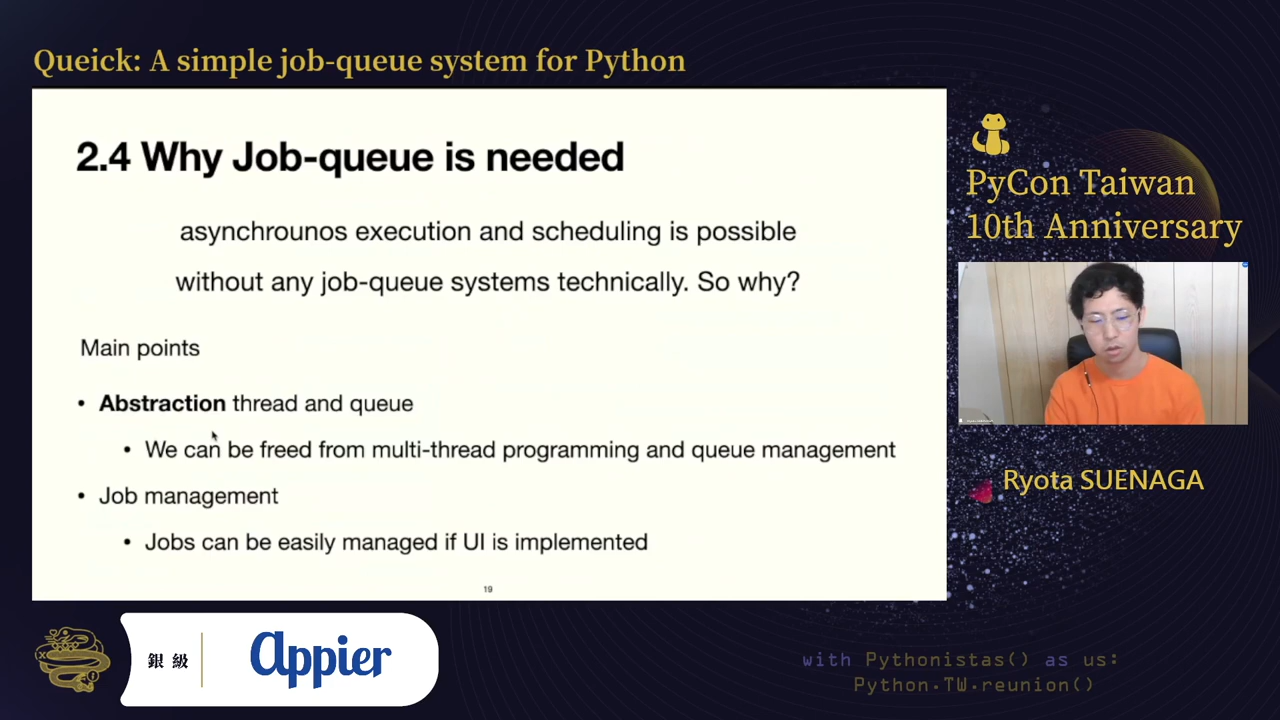 Queick: A simple job-queue system for Python
2.4 Why Job-queue is needed
asynchrounos execution and scheduling is possible
without any job-queue systems technically. So why?
Main points
• Abstraction thread and queue
• We can be freed from multi-thread programming and queue management
• Job management
• Jobs can be easily managed if UI is implemented
19
PyCon Taiwan
10th Anniversary
Ryota SUENAGA
銀級
Appier
with Pythonistas() as us:
Python.TW.reunion()